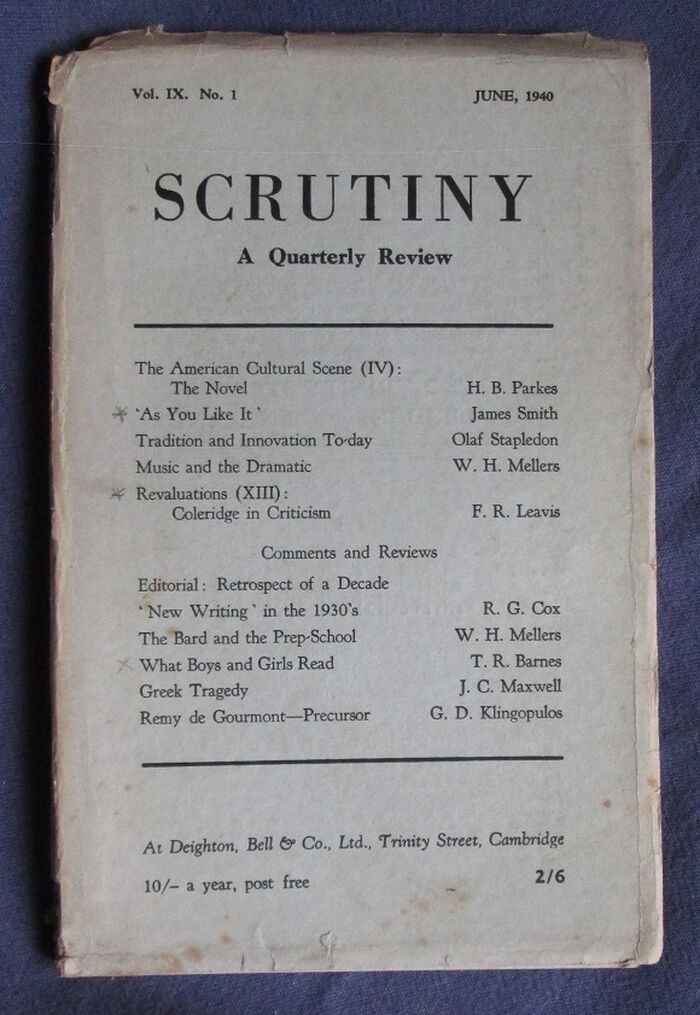 Vol. IX. No. 1 JUNE, 1940
SCRUTINY
A Quarterly Review
The American Cultural Scene (IV):
The Novel H. B. Parkes
'As You Like It' James Smith
Tradition and Innovation To-day Olaf Stapledon
Music and the Dramatic W. H. Mellers
Revaluations (XIII):
Coleridge in Criticism F. R. Leavis
Comments and Reviews
Editorial: Retrospect of a Decade
'New Writing' in the 1930's R. G. Cox
The Bard and the Prep-School W. H. Mellers
What Boys and Girls Read T. R. Barnes
Greek Tragedy J. C. Maxwell
Remy de Gourmont—Precursor G. D. Klingopulos
At Deighton, Bell & Co., Ltd., Trinity Street, Cambridge
10/- a year, post free 2/6